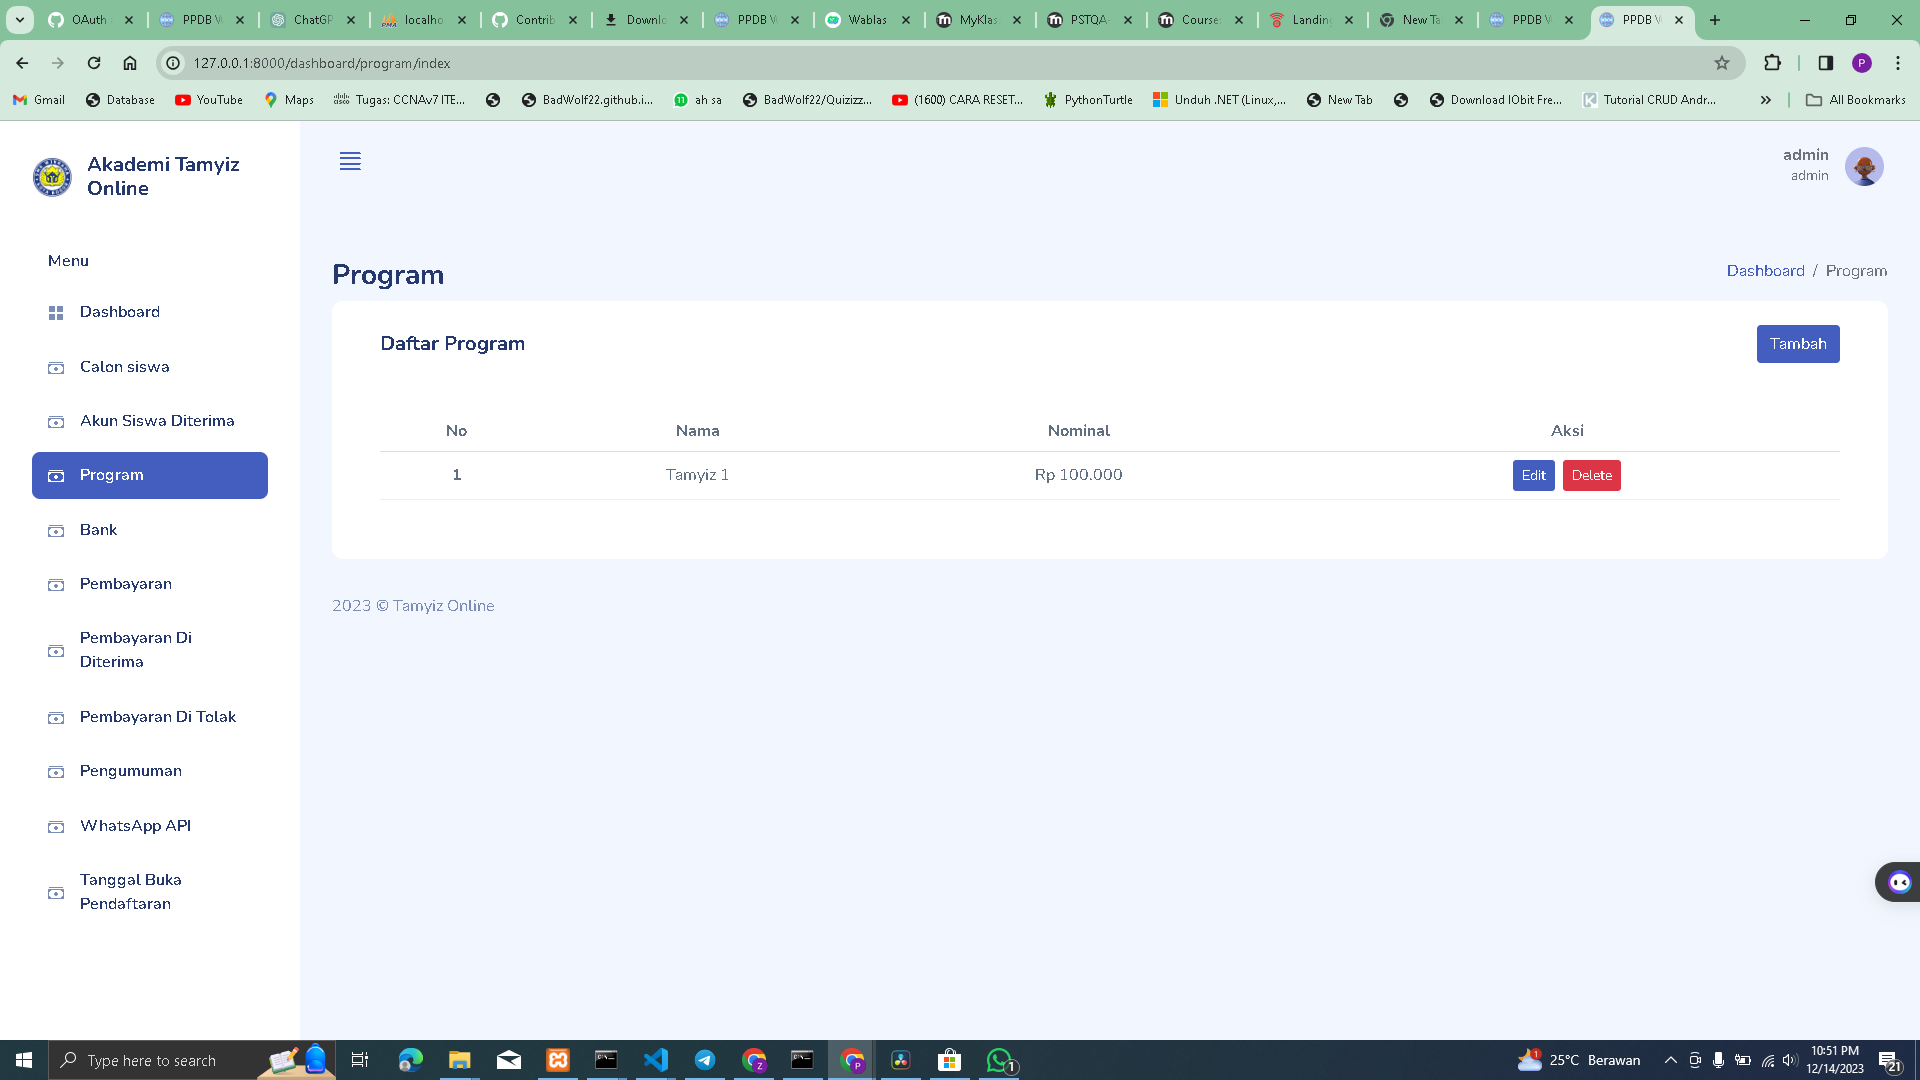 OAuth
PPDB
ChatGP
localho
Contrib
Downlo
PPDB
Wablas
MyKlas
PSTQA-
Course:
Landing
New Ta
PPDB
PPDB
127.0.0.1:8000/dashboard/program/index
P
Gmail
Database
YouTube
Maps
Tugas: CCNAv7 ITE...
BadWolf22.github.i...
ah sa
BadWolf22/Quizizz...
(1600) CARA RESET...
PythonTurtle
Unduh .NET (Linux,...
New Tab
Download IObit Fre...
Tutorial CRUD Andr...
All Bookmarks
Akademi Tamyiz
Online
admin
admin
Menu
Dashboard
Calon siswa
Akun Siswa Diterima
Program
Bank
Pembayaran
Pembayaran Di
Diterima
Pembayaran Di Tolak
Pengumuman
WhatsApp API
Tanggal Buka
Pendaftaran
Program
Dashboard / Program
Daftar Program
Tambah
No Nama Nominal Aksi
1 Tamyiz 1 Rp 100.000 Edit Delete
2023 © Tamyiz Online
Type here to search
25°C Berawan
10:51 PM
12/14/2023
21